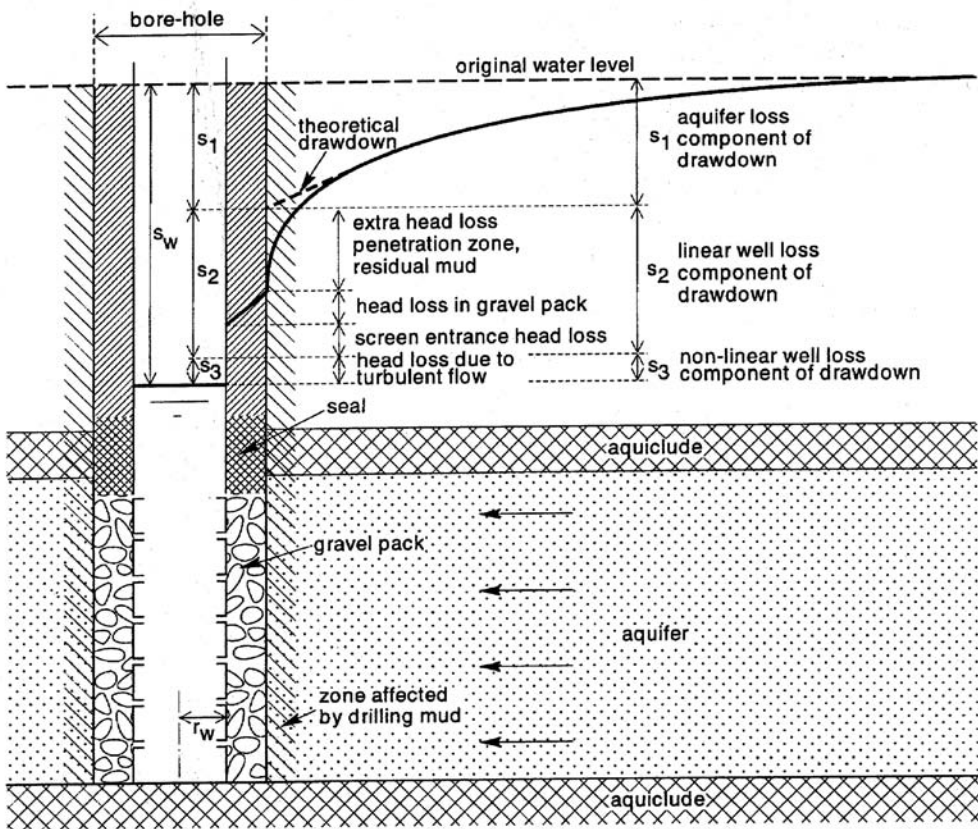 bore-hole
original water level
theoretical
drawdown
s1
s1
aquifer loss
component of
drawdown
sw
s2
extra head loss
penetration zone,
residual mud
s2
linear well loss
component of
drawdown
head loss in gravel pack
screen entrance head loss
s3
head loss due to
turbulent flow
s3
non-linear well loss
component of drawdown
seal
aquiclude
gravel pack
aquifer
zone affected
by drilling mud
rw
aquiclude